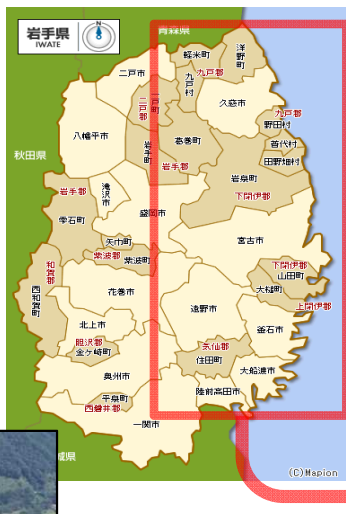 岩手県
IWATE
青森県
洋野町
軽米町
九戸郡
二戸市
九戸村
一戸町
二戸郡
久慈市
九戸郡
野田村
八幡平市
葛巻町
普代村
秋田県
岩手町
岩手郡
田野畑村
岩泉町
岩手郡
滝沢市
下閉伊郡
雫石町
盛岡市
矢巾町
宮古市
紫波郡
紫波町
和賀郡
下閉伊郡
山田町
西和賀町
花巻市
大槌町
遠野市
上閉伊郡
北上市
釜石市
胆沢郡
気仙郡
金ヶ崎町
住田町
大船渡市
奥州市
陸前高田市
平泉町
西磐井郡
一関市
城県
(C)Mapion